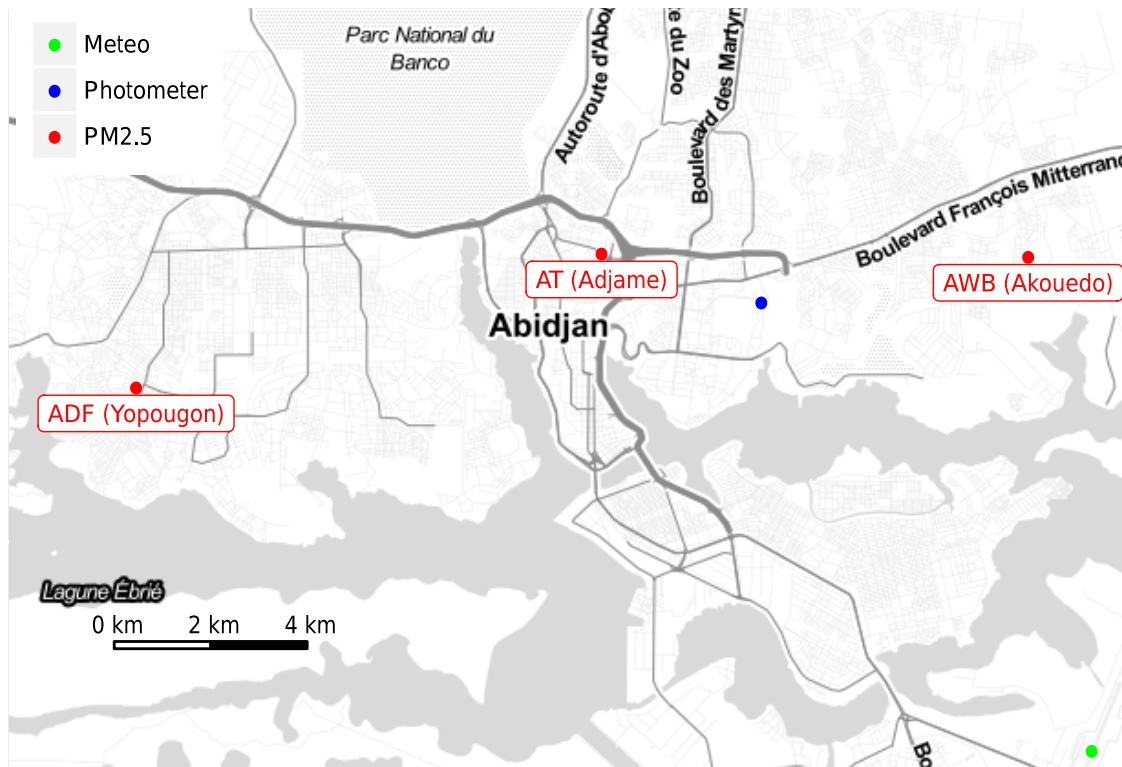 Meteo
Photometer
PM2.5
Parc National du
Banco
Autoroute d'Abo
du Zoo
Boulevard des Martyr
Boulevard François Mitterrand
AT (Adjame)
AWB (Akouedo)
Abidjan
ADF (Yopougon)
Lagune Ébrié
0 km 2 km 4 km
Bo